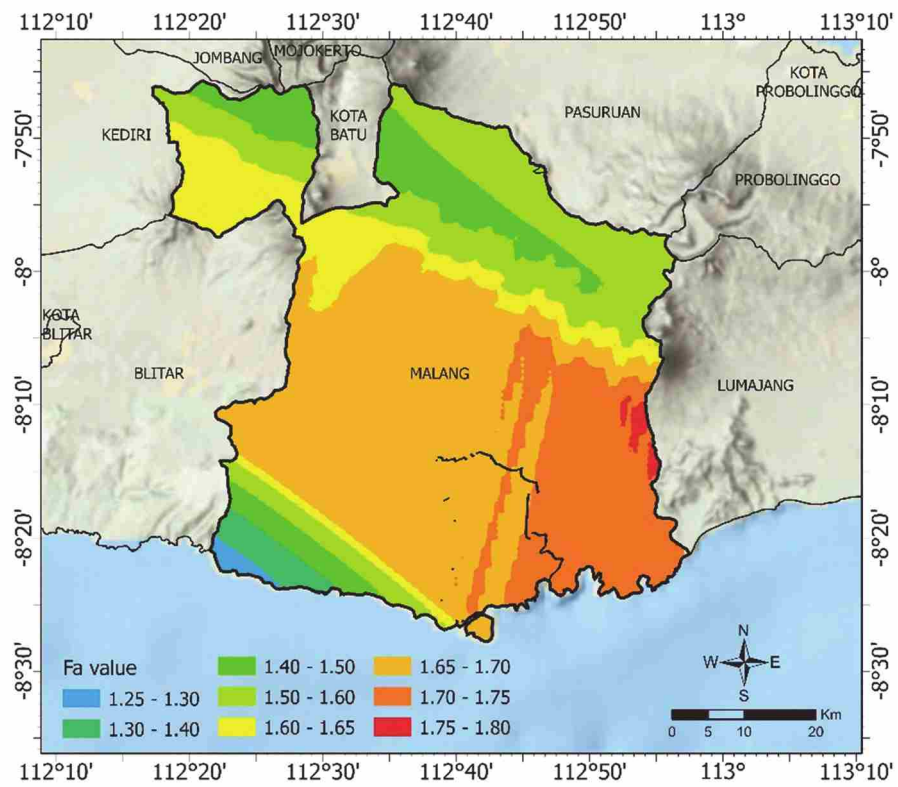 112°10' 112°20' 112°30' 112°40' 112°50' 113° 113°10'
JOMBANG
MOJOKERTO
KOTA
PROBOLINGGO
KOTA
BATU
PASURUAN
KEDIRI
-7°50'
-7°50'
PROBOLINGGO
-8°
-8°
KOTA
BLITAR
BLITAR
MALANG
LUMAJANG
-8°10'
-8°10'
-8°20'
-8°20'
N
W E
S
-8°30'
-8°30'
Fa value
1.25 - 1.30
1.30 - 1.40
1.40 - 1.50
1.50 - 1.60
1.60 - 1.65
1.65 - 1.70
1.70 - 1.75
1.75 - 1.80
Km
0 5 10 20
112°10' 112°20' 112°30' 112°40' 112°50' 113° 113°10'